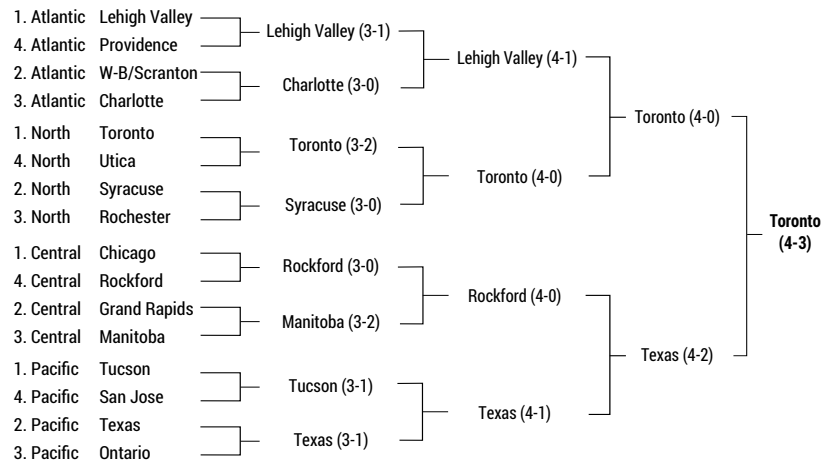 1. Atlantic Lehigh Valley
4. Atlantic Providence
2. Atlantic W-B/Scranton
3. Atlantic Charlotte
1. North Toronto
4. North Utica
2. North Syracuse
3. North Rochester
1. Central Chicago
4. Central Rockford
2. Central Grand Rapids
3. Central Manitoba
1. Pacific Tucson
4. Pacific San Jose
2. Pacific Texas
3. Pacific Ontario
Lehigh Valley (3-1)
Charlotte (3-0)
Toronto (3-2)
Syracuse (3-0)
Rockford (3-0)
Manitoba (3-2)
Tucson (3-1)
Texas (3-1)
Lehigh Valley (4-1)
Toronto (4-0)
Rockford (4-0)
Texas (4-1)
Toronto (4-0)
Texas (4-2)
Toronto
(4-3)